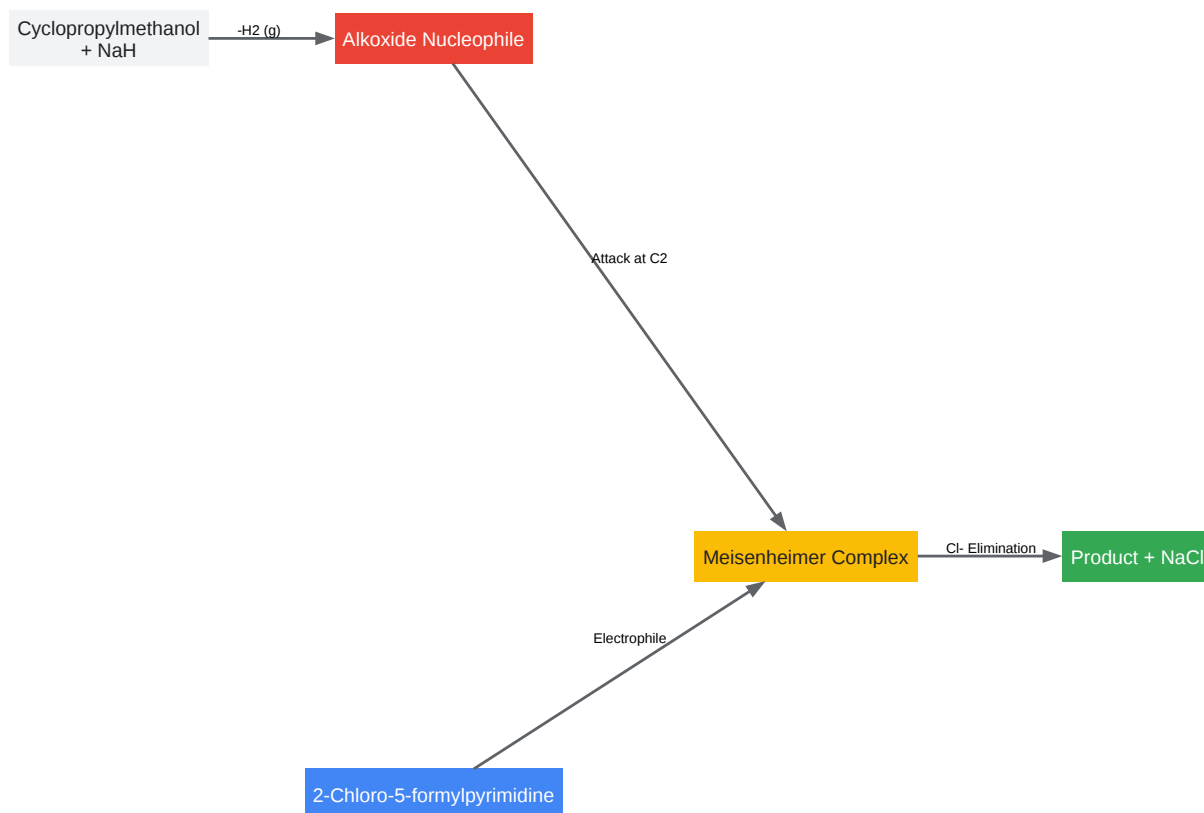 Cyclopropylmethanol
+ NaH
-H2 (g)
Alkoxide Nucleophile
Attack at C2
Meisenheimer Complex
Cl- Elimination
Product + NaCl
Electrophile
2-Chloro-5-formylpyrimidine